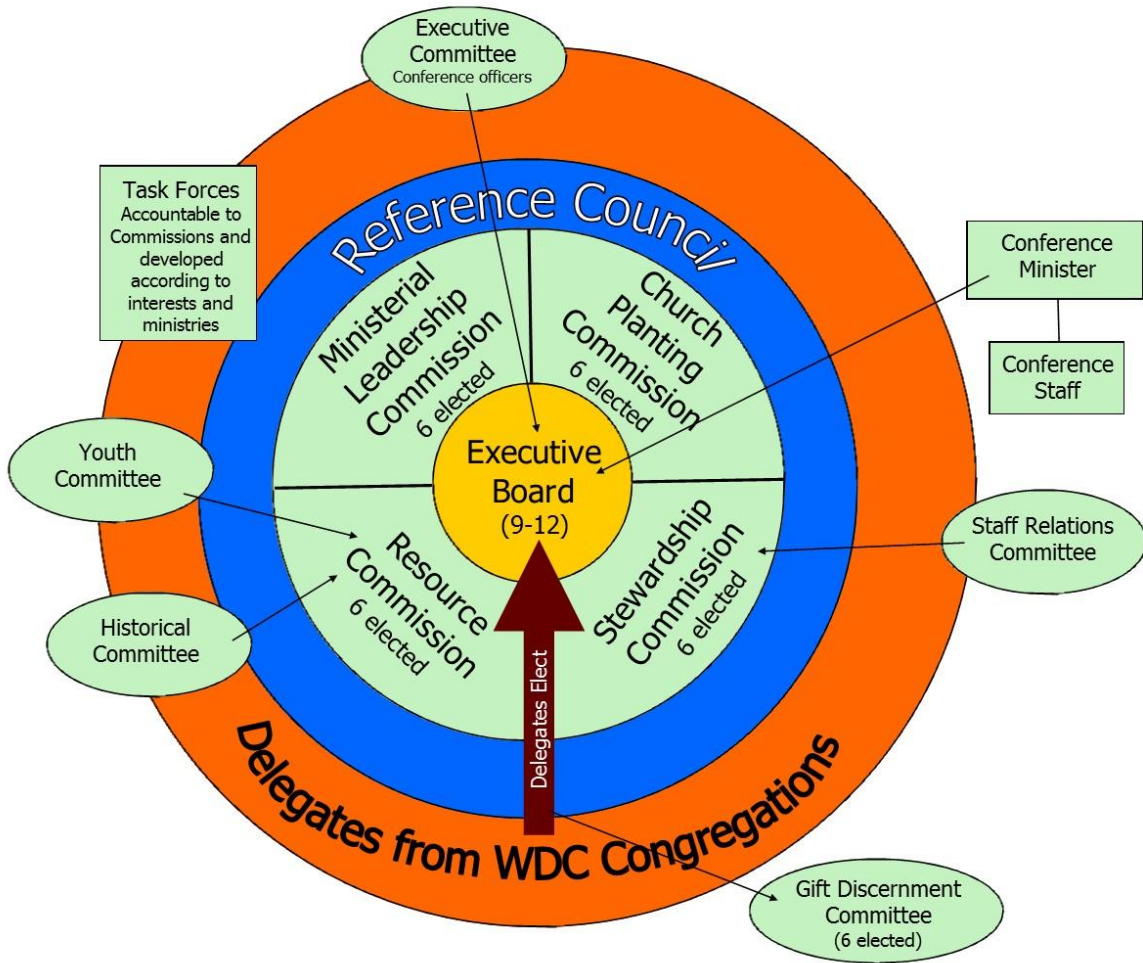 Executive
Committee
Conference officers
Task Forces
Accountable to
Commissions and
developed
according to
interests and
ministries
Reference Council
Conference
Minister
Conference
Staff
Ministerial
Leadership
Commission
6 elected
Church
Planting
Commission
6 elected
Executive
Board
(9-12)
Youth
Committee
Staff Relations
Committee
Resource
Commission
6 elected
Stewardship
Commission
6 elected
Historical
Committee
Delegates Elect
Delegates from WDC Congregations
Gift Discernment
Committee
(6 elected)